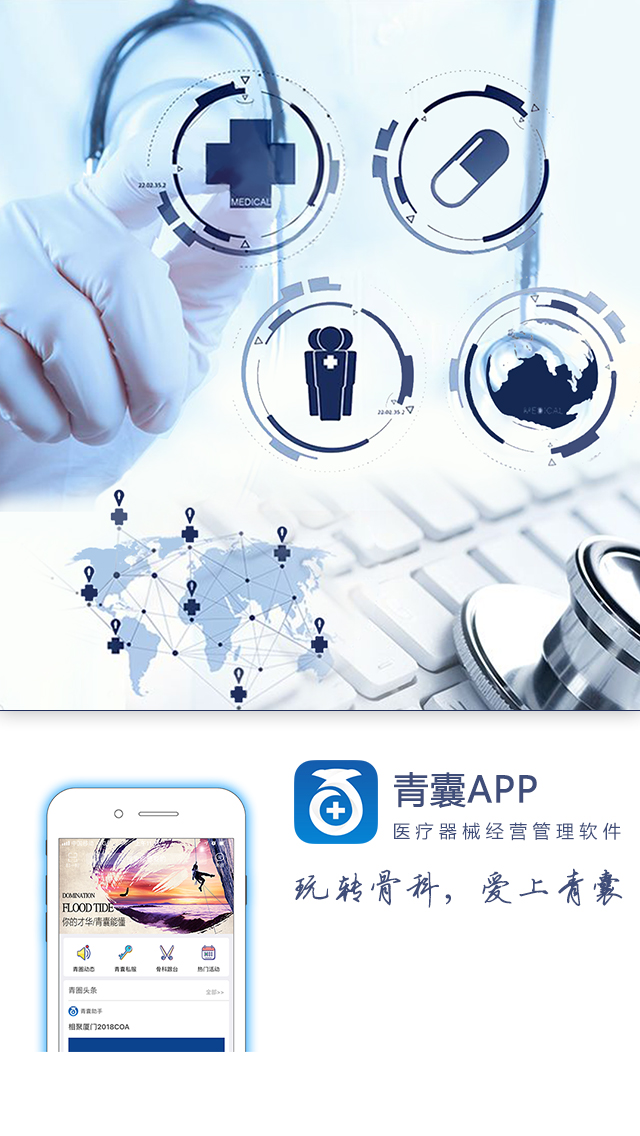 MEDICAL
22.02.35.2
22-02-35.2
MEDICAL
青囊APP
医疗器械经营管理软件
玩转骨科，爱上青囊
DOMINATION
FLOOD TIDE
你的才华/青囊能懂
青圈动态
青囊私服
骨科跟台
热门活动
青圈头条
全部>>
青囊助手
相聚厦门2018COA